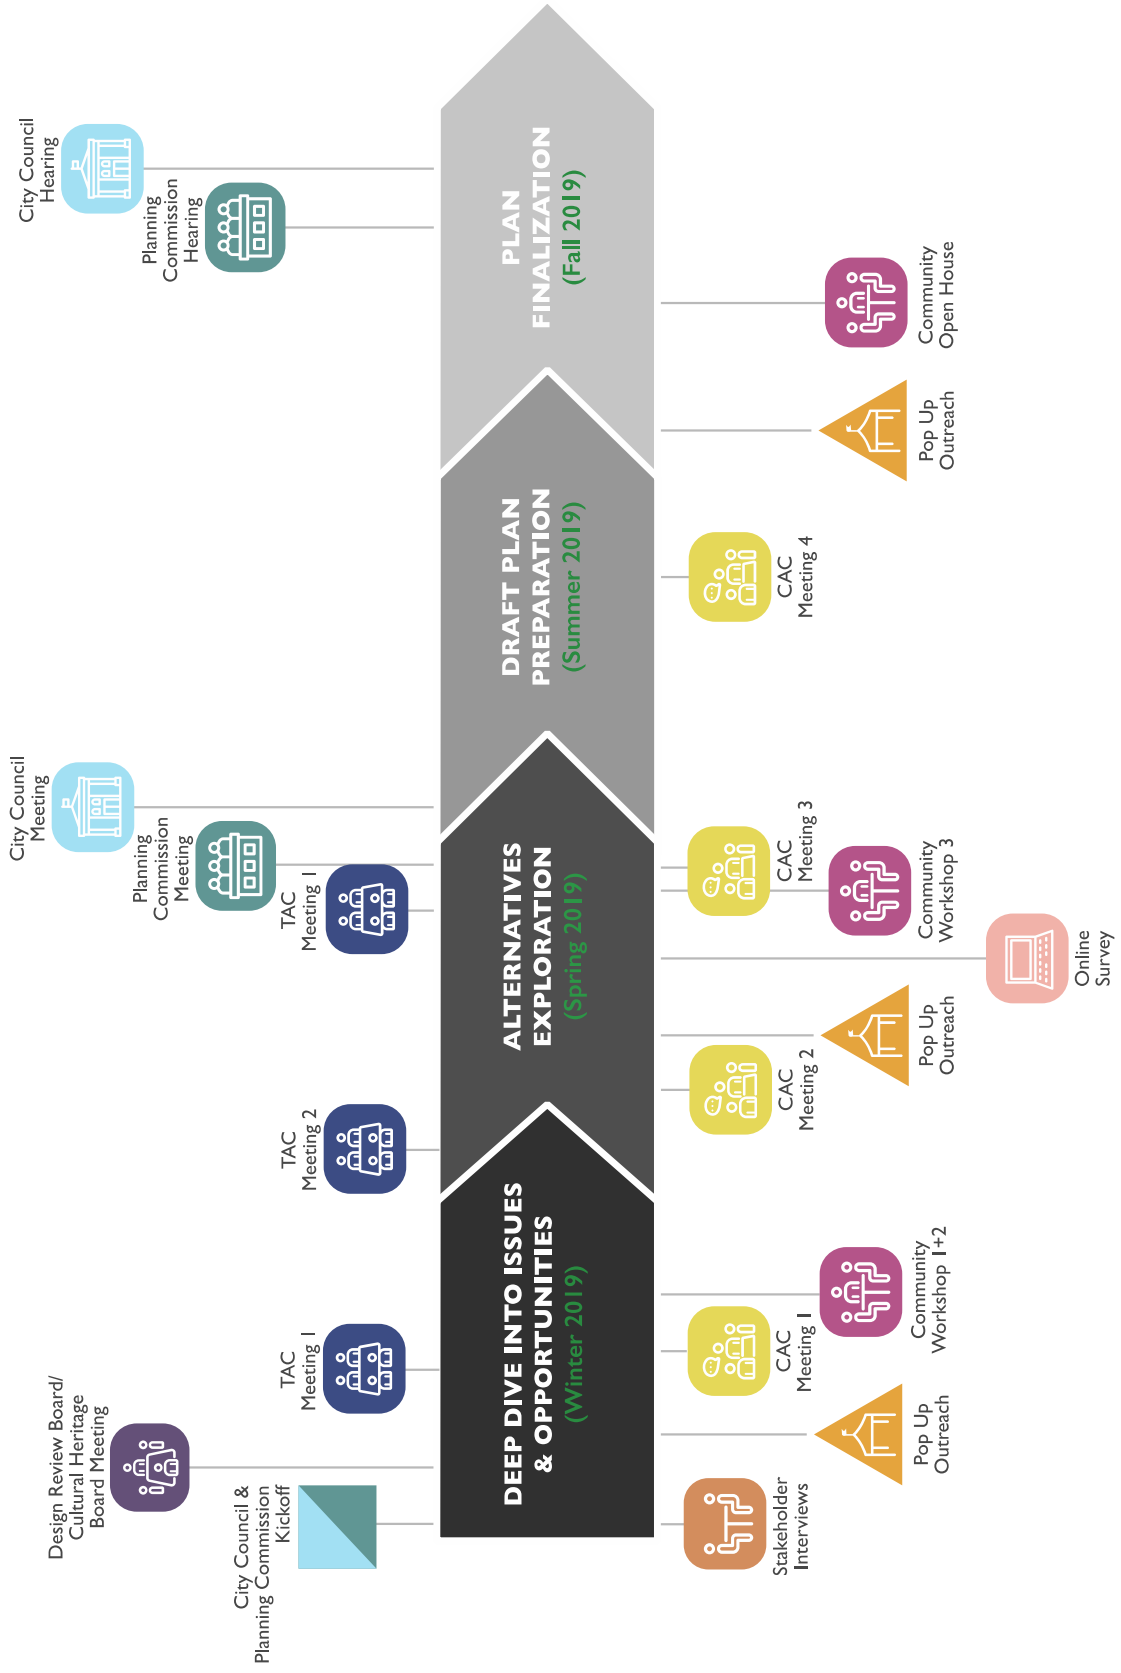 Design Review Board/
Cultural Heritage
Board Meeting
City Council &
Planning Commission
Kickoff
TAC
Meeting 1
TAC
Meeting 2
City Council
Meeting
Planning
Commission
Meeting
TAC
Meeting 1
City Council
Hearing
Planning
Commission
Hearing
DEEP DIVE INTO ISSUES
& OPPORTUNITIES
(Winter 2019)
ALTERNATIVES
EXPLORATION
(Spring 2019)
DRAFT PLAN
PREPARATION
(Summer 2019)
PLAN
FINALIZATION
(Fall 2019)
Stakeholder
Interviews
Pop Up
Outreach
CAC
Meeting 1
Community
Workshop 1+2
CAC
Meeting 2
Pop Up
Outreach
Online
Survey
Community
Workshop 3
CAC
Meeting 3
CAC
Meeting 4
Pop Up
Outreach
Community
Open House